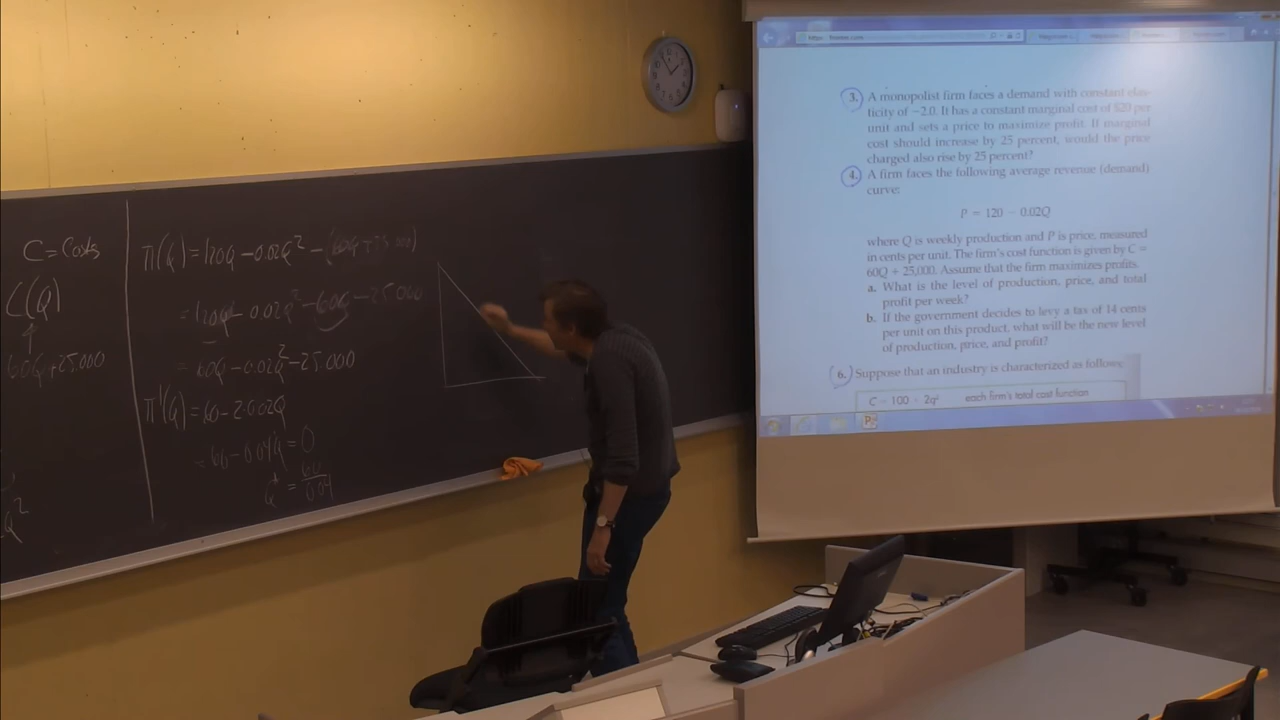 C = Costs
C(Q)
↑
60Q+25.000
Q²
π(Q) = 120Q - 0.02Q² - (60Q + 25.000)
= 120Q - 0.02Q² - 60Q - 25.000
= 60Q - 0.02Q² - 25.000
π'(Q) = 60 - 2·0.02Q
= 60 - 0.04Q = 0
Q* = 60/0.04
3. A monopolist firm faces a demand with constant elas-
ticity of −2.0. It has a constant marginal cost of $20 per
unit and sets a price to maximize profit. If marginal
cost should increase by 25 percent, would the price
charged also rise by 25 percent?
4. A firm faces the following average revenue (demand)
curve:
P = 120 − 0.02Q
where Q is weekly production and P is price, measured
in cents per unit. The firm's cost function is given by C =
60Q + 25,000. Assume that the firm maximizes profits.
a. What is the level of production, price, and total
profit per week?
b. If the government decides to levy a tax of 14 cents
per unit on this product, what will be the new level
of production, price, and profit?
6. Suppose that an industry is characterized as follows:
C = 100 + 2q² each firm's total cost function